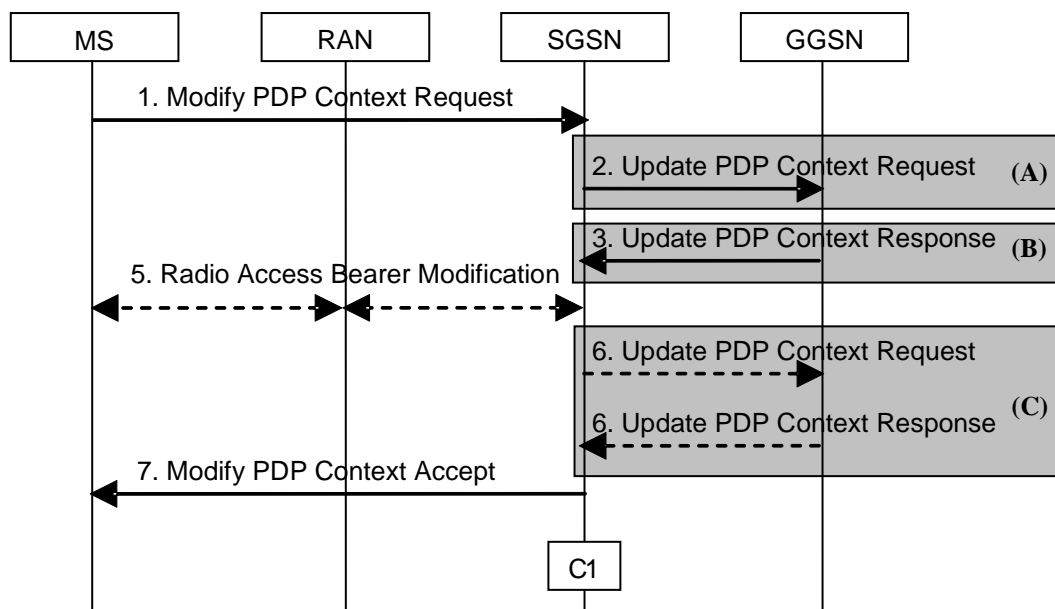 MS RAN SGSN GGSN
1. Modify PDP Context Request
2. Update PDP Context Request (A)
3. Update PDP Context Response (B)
5. Radio Access Bearer Modification
6. Update PDP Context Request
(C)
6. Update PDP Context Response
7. Modify PDP Context Accept
C1